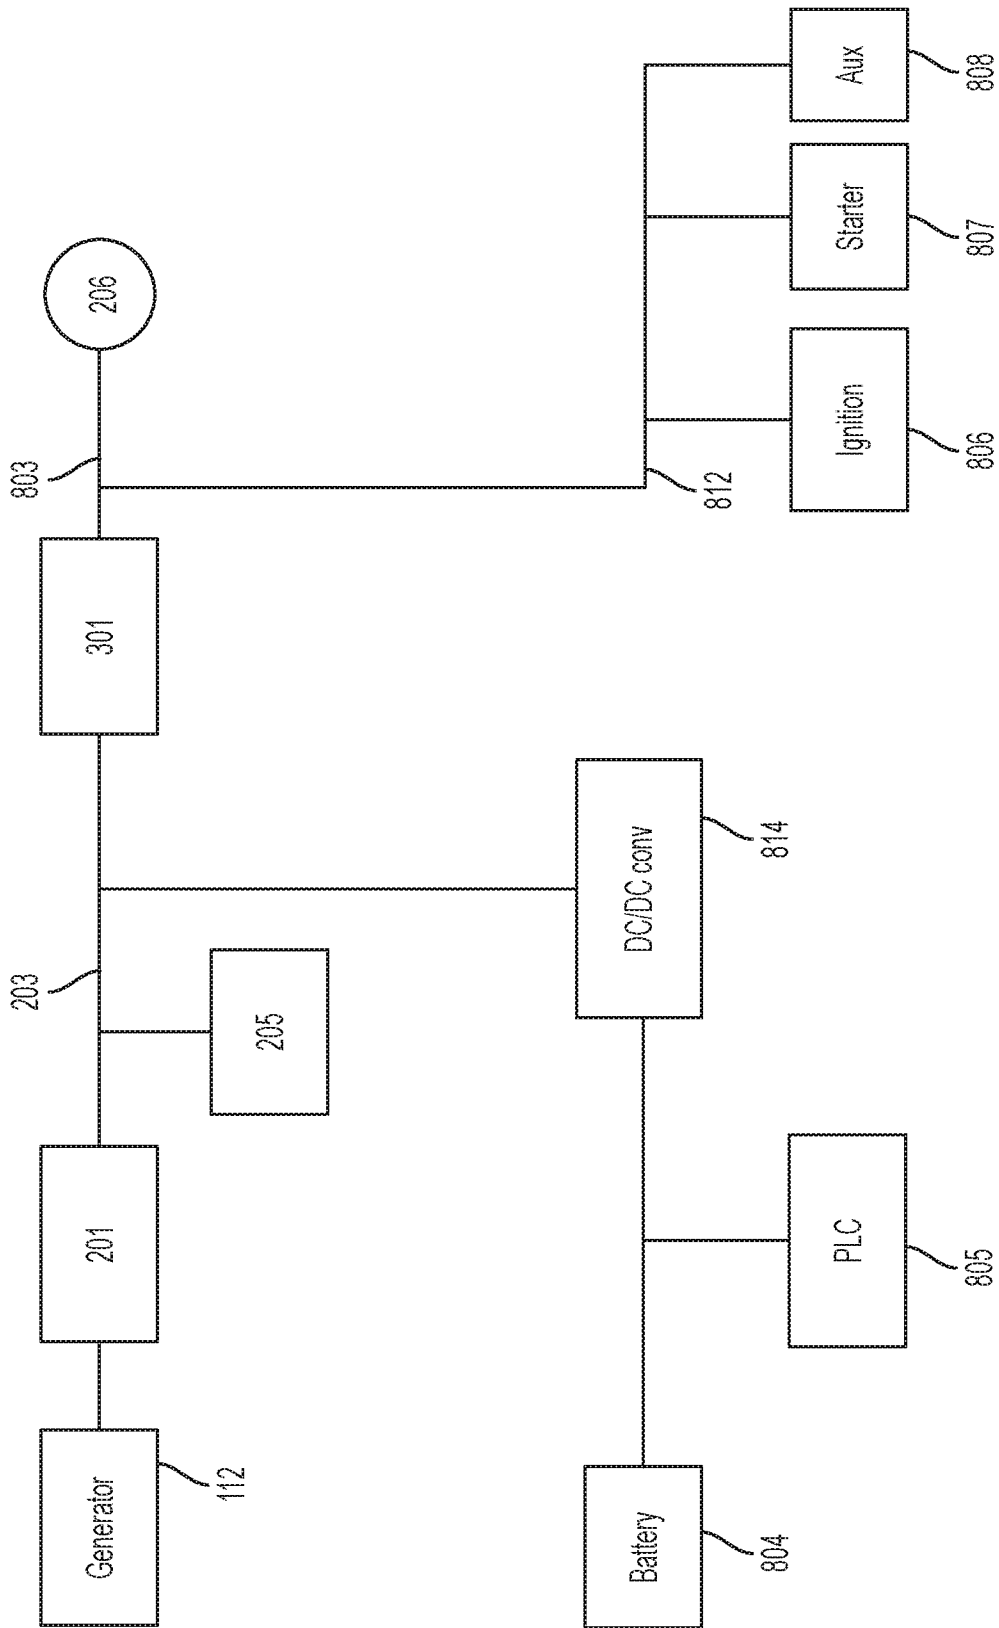 Generator
112
201
203
205
301
803
206
Battery
804
PLC
805
DC/DC conv
814
812
Ignition
806
Starter
807
Aux
808